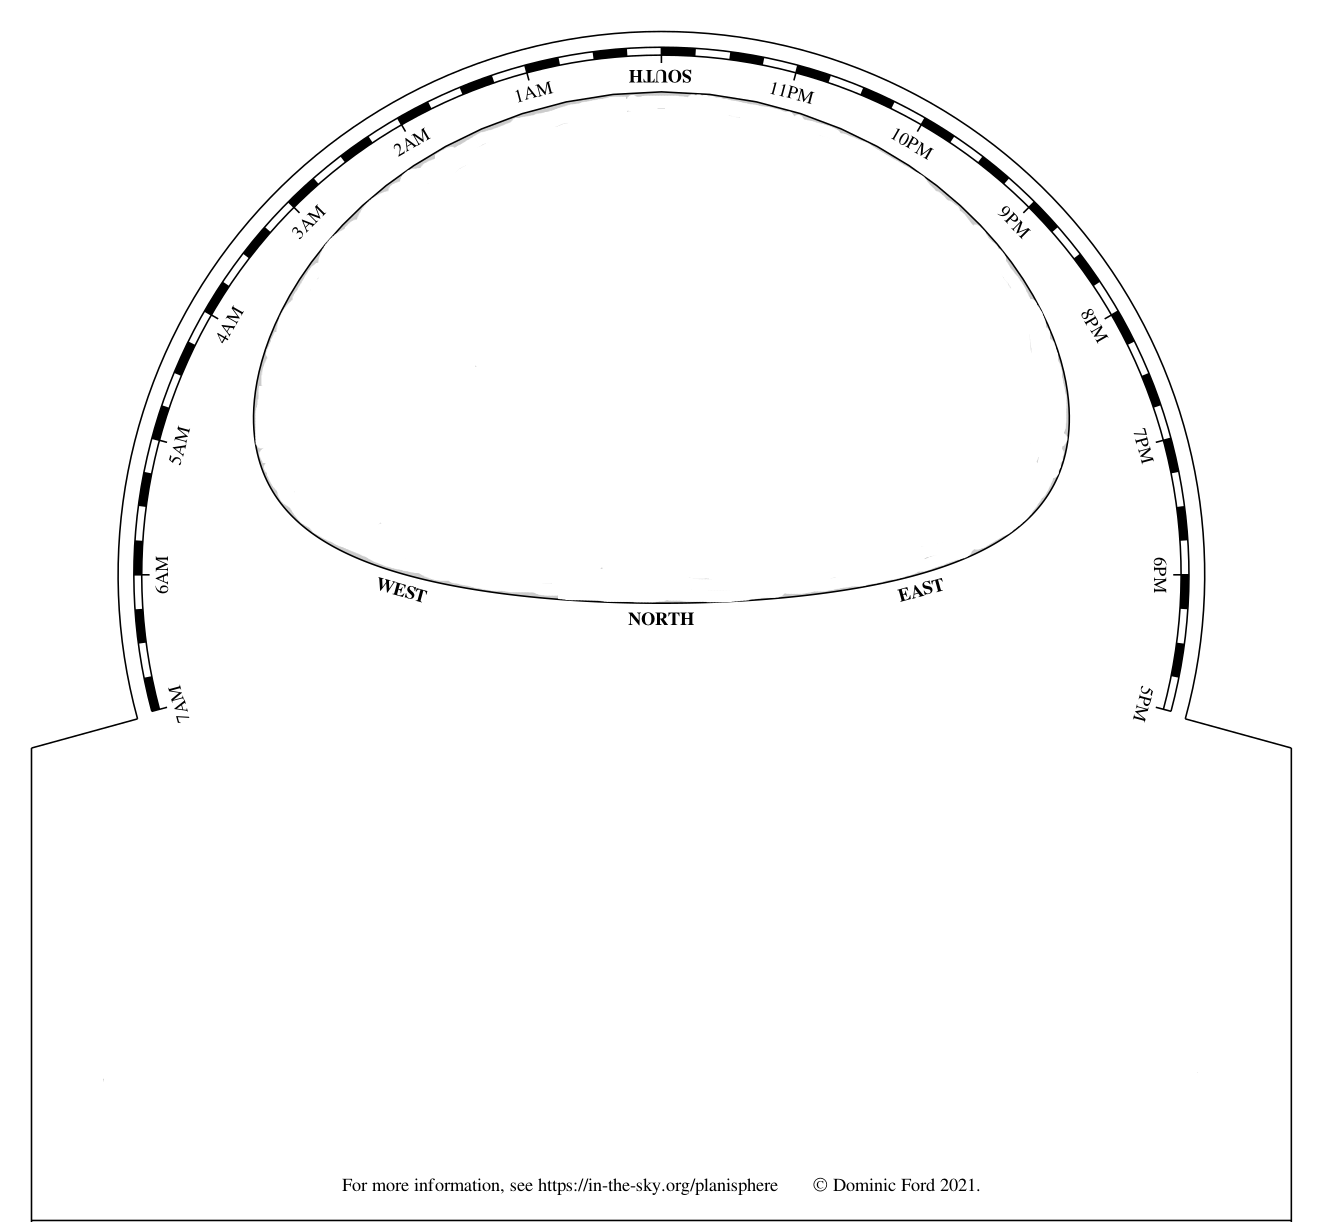 SOUTH
1AM
11PM
2AM
10PM
3AM
9PM
4AM
8PM
5AM
7PM
6AM
6PM
WEST
EAST
NORTH
7AM
5PM
For more information, see https://in-the-sky.org/planisphere © Dominic Ford 2021.